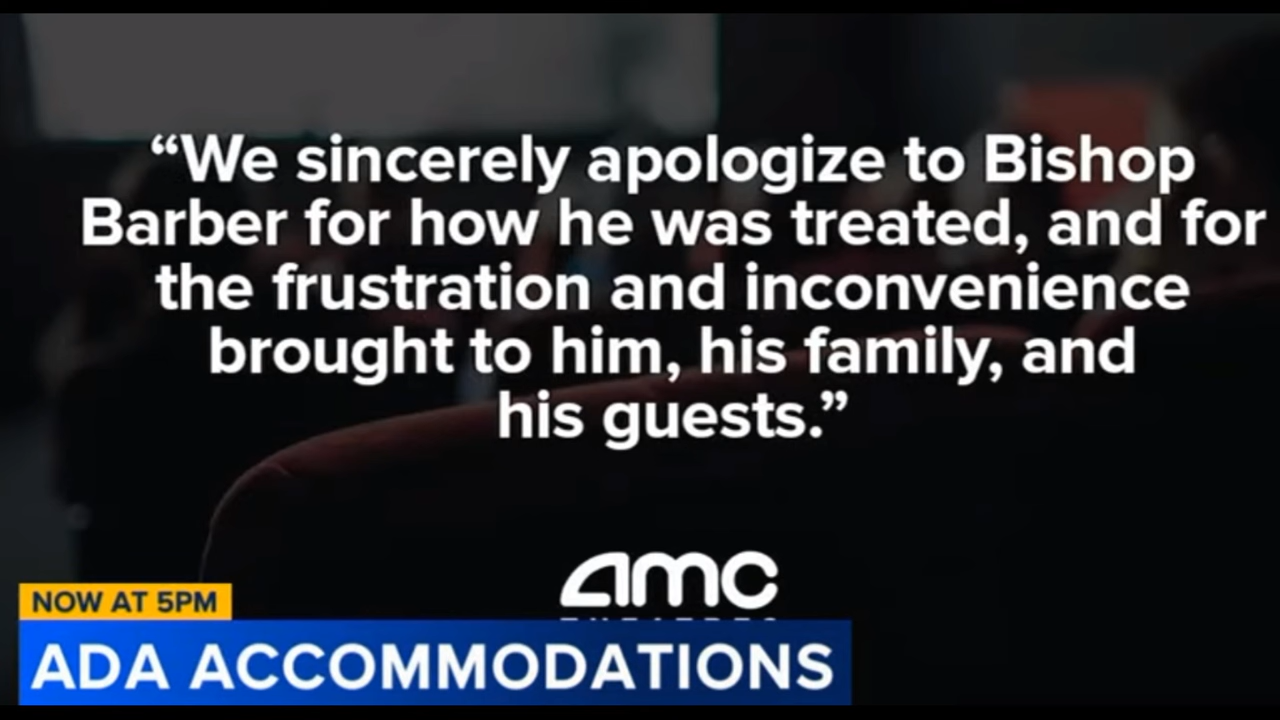 “We sincerely apologize to Bishop
Barber for how he was treated, and for
the frustration and inconvenience
brought to him, his family, and
his guests.”
amc
NOW AT 5PM
ADA ACCOMMODATIONS